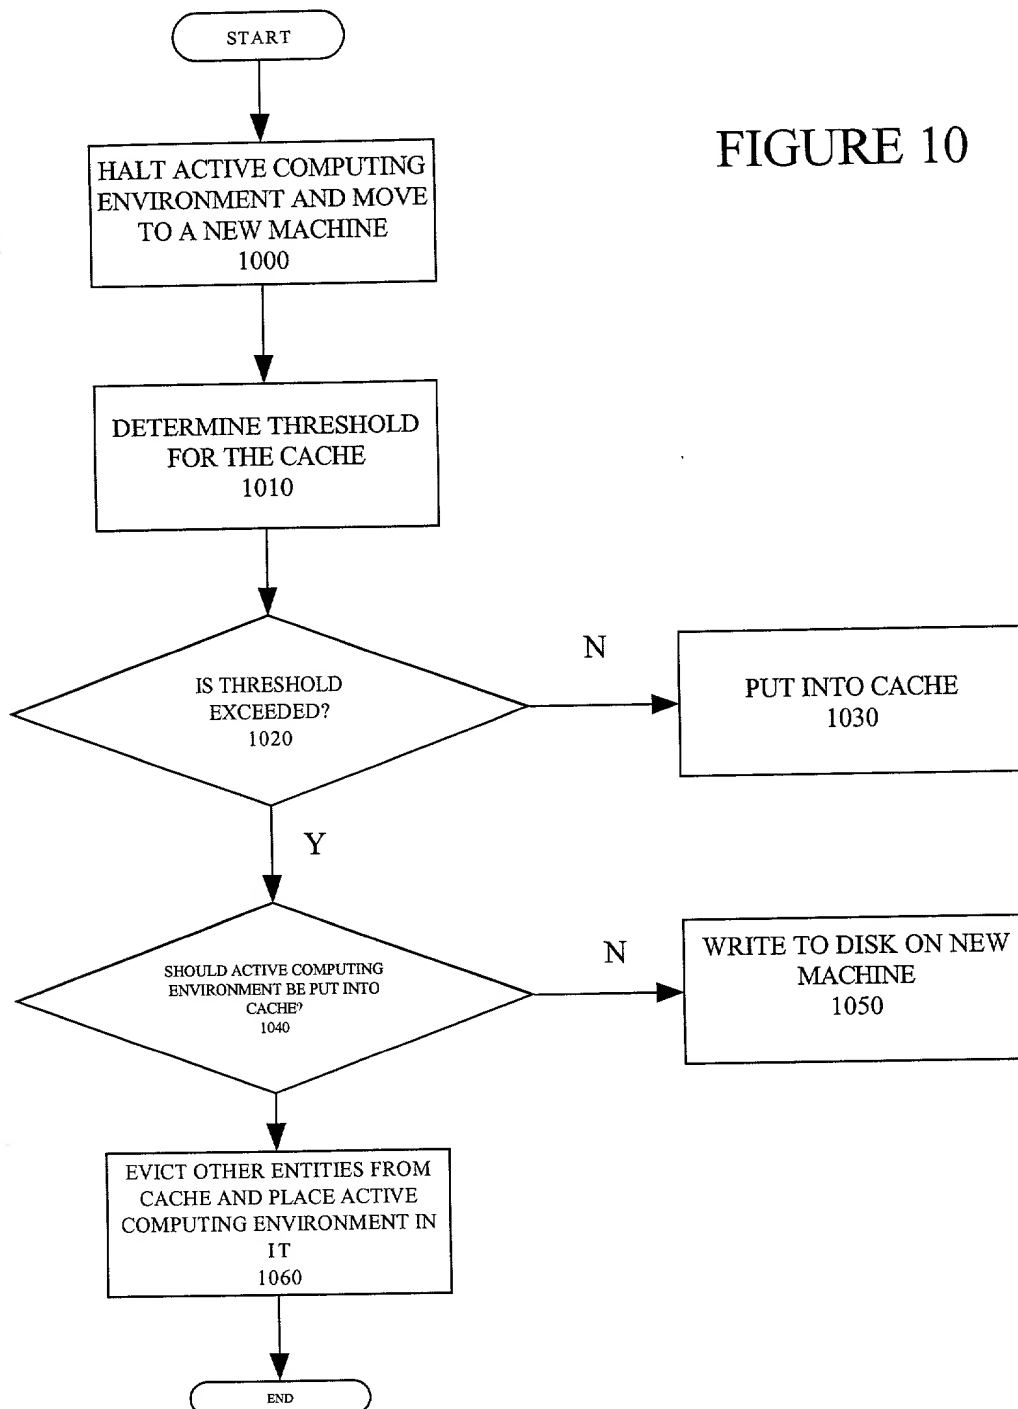 START
FIGURE 10
HALT ACTIVE COMPUTING
ENVIRONMENT AND MOVE
TO A NEW MACHINE
1000
DETERMINE THRESHOLD
FOR THE CACHE
1010
IS THRESHOLD
EXCEEDED?
1020
N
PUT INTO CACHE
1030
Y
SHOULD ACTIVE COMPUTING
ENVIRONMENT BE PUT INTO
CACHE?
1040
N
WRITE TO DISK ON NEW
MACHINE
1050
EVICT OTHER ENTITIES FROM
CACHE AND PLACE ACTIVE
COMPUTING ENVIRONMENT IN
IT
1060
END